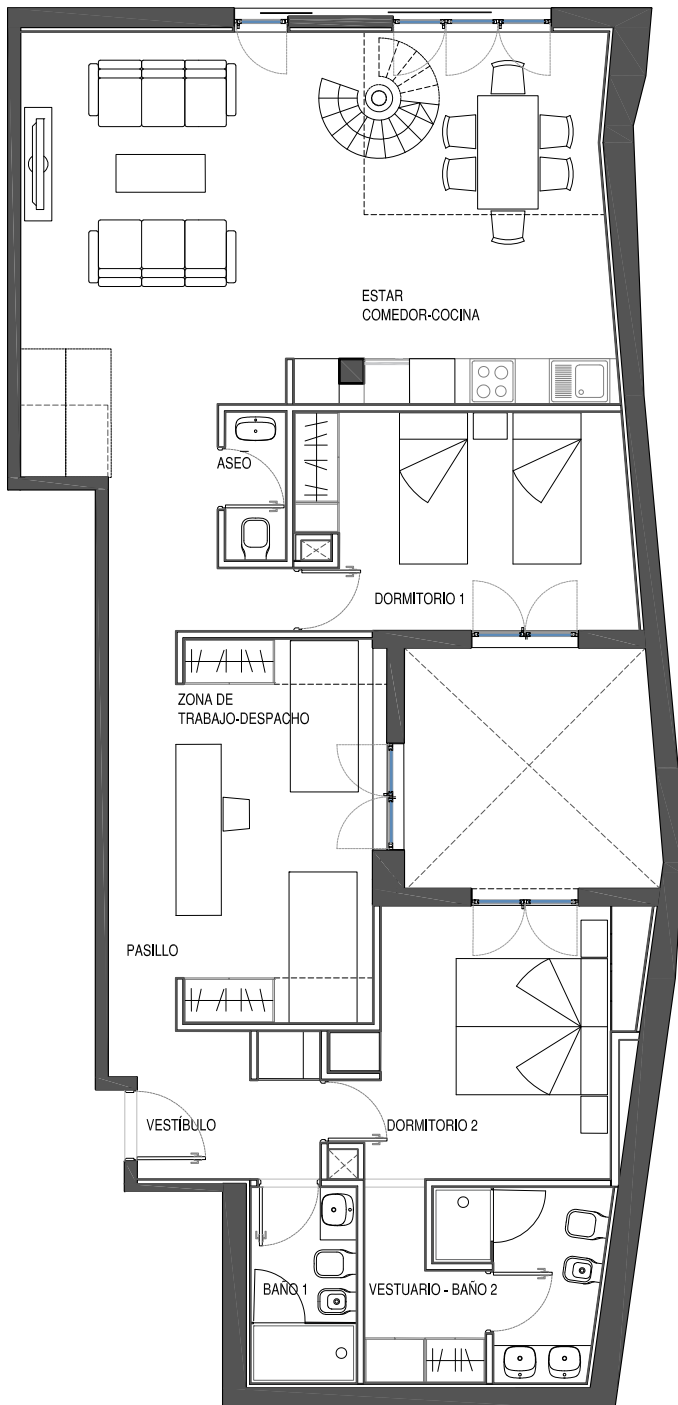 ESTAR
COMEDOR-COCINA
ASEO
DORMITORIO 1
ZONA DE
TRABAJO-DESPACHO
PASILLO
VESTÍBULO
DORMITORIO 2
BAÑO 1
VESTUARIO - BAÑO 2